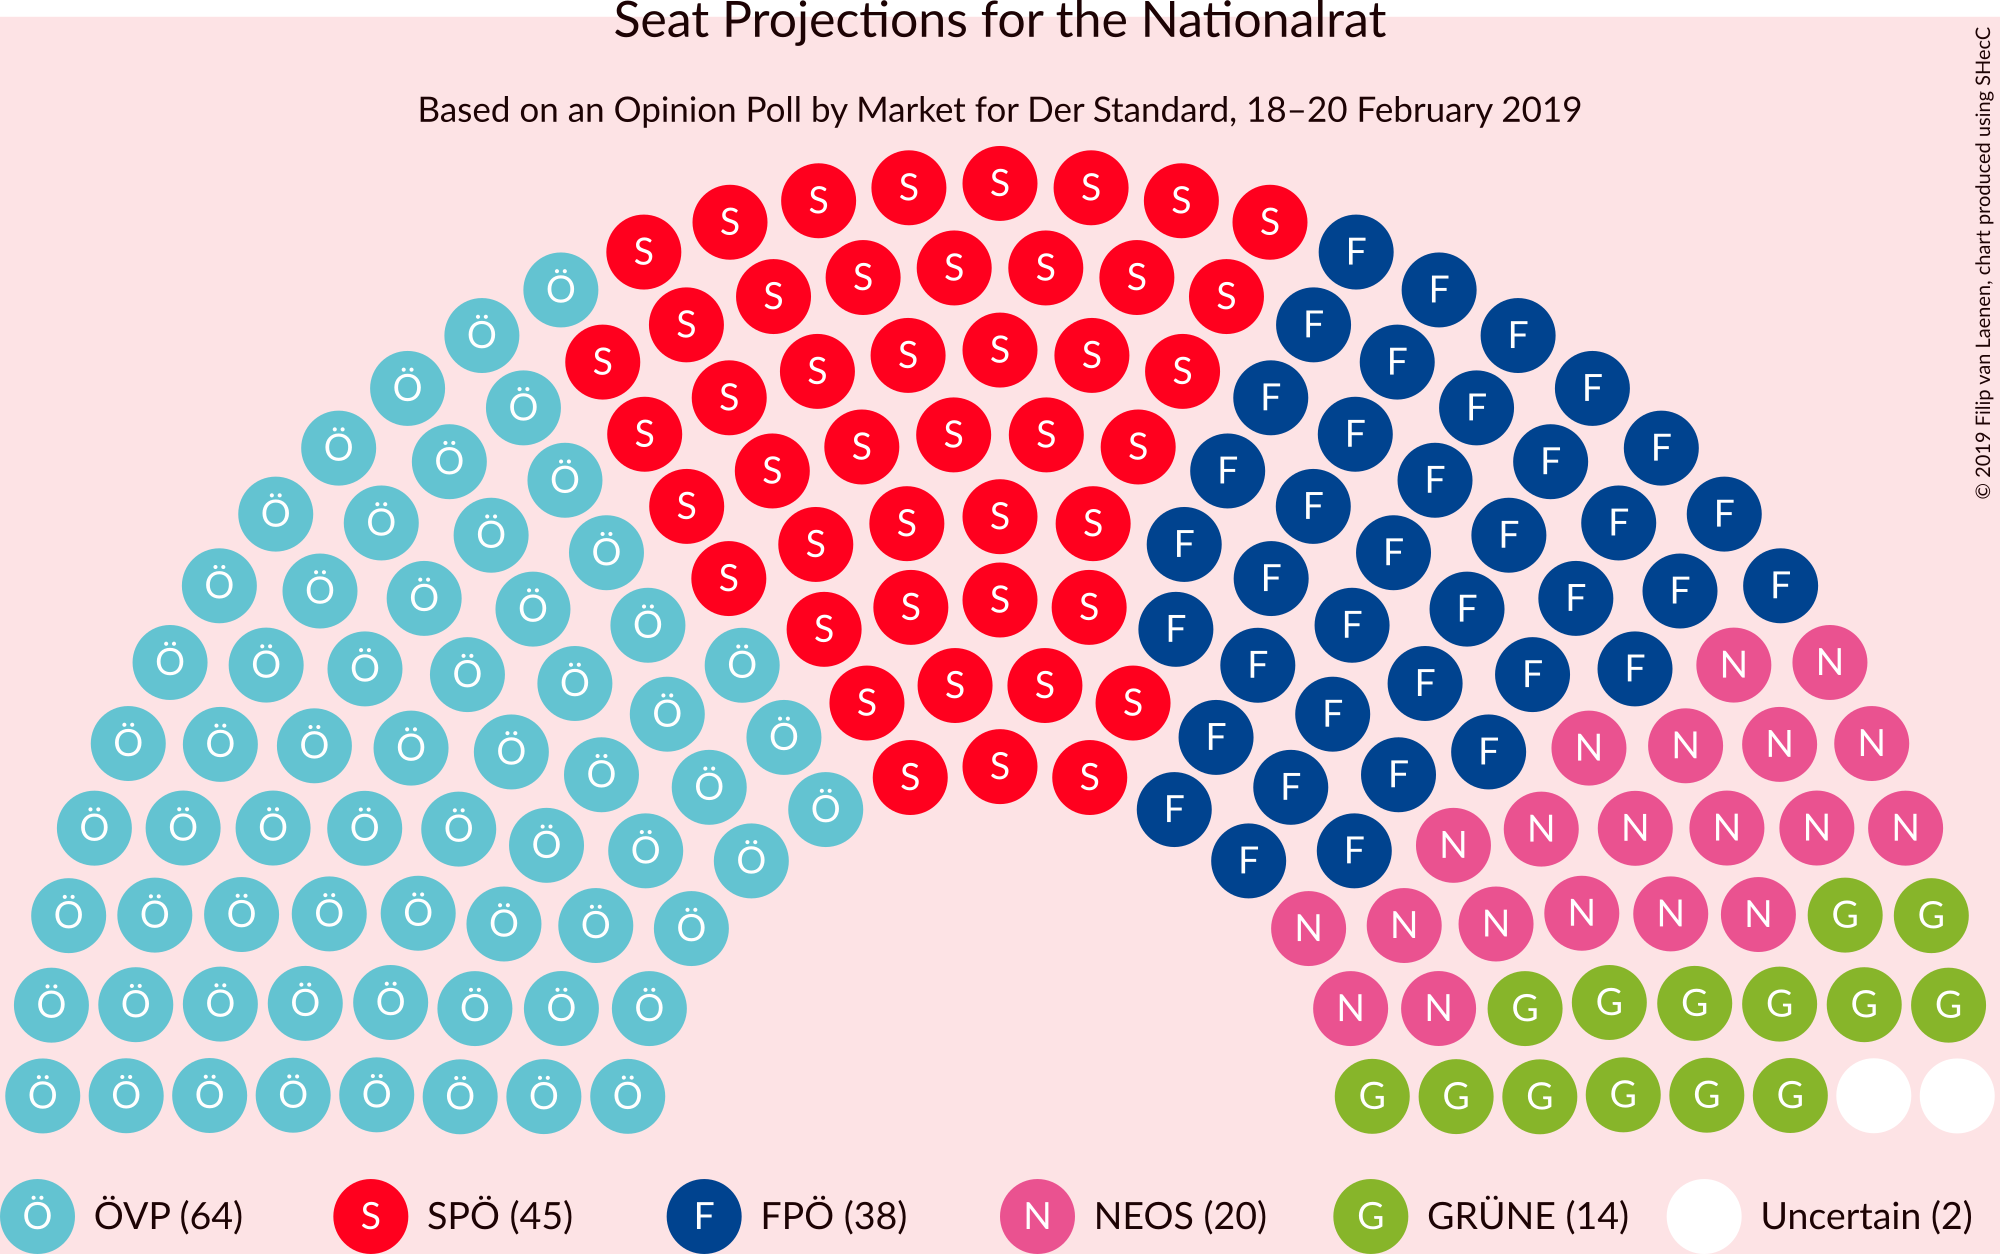 Seat Projections for the Nationalrat
Based on an Opinion Poll by Market for Der Standard, 18–20 February 2019
© 2019 Filip van Laenen, chart produced using SHecC
Ö ÖVP (64) S SPÖ (45) F FPÖ (38) N NEOS (20) G GRÜNE (14) Uncertain (2)